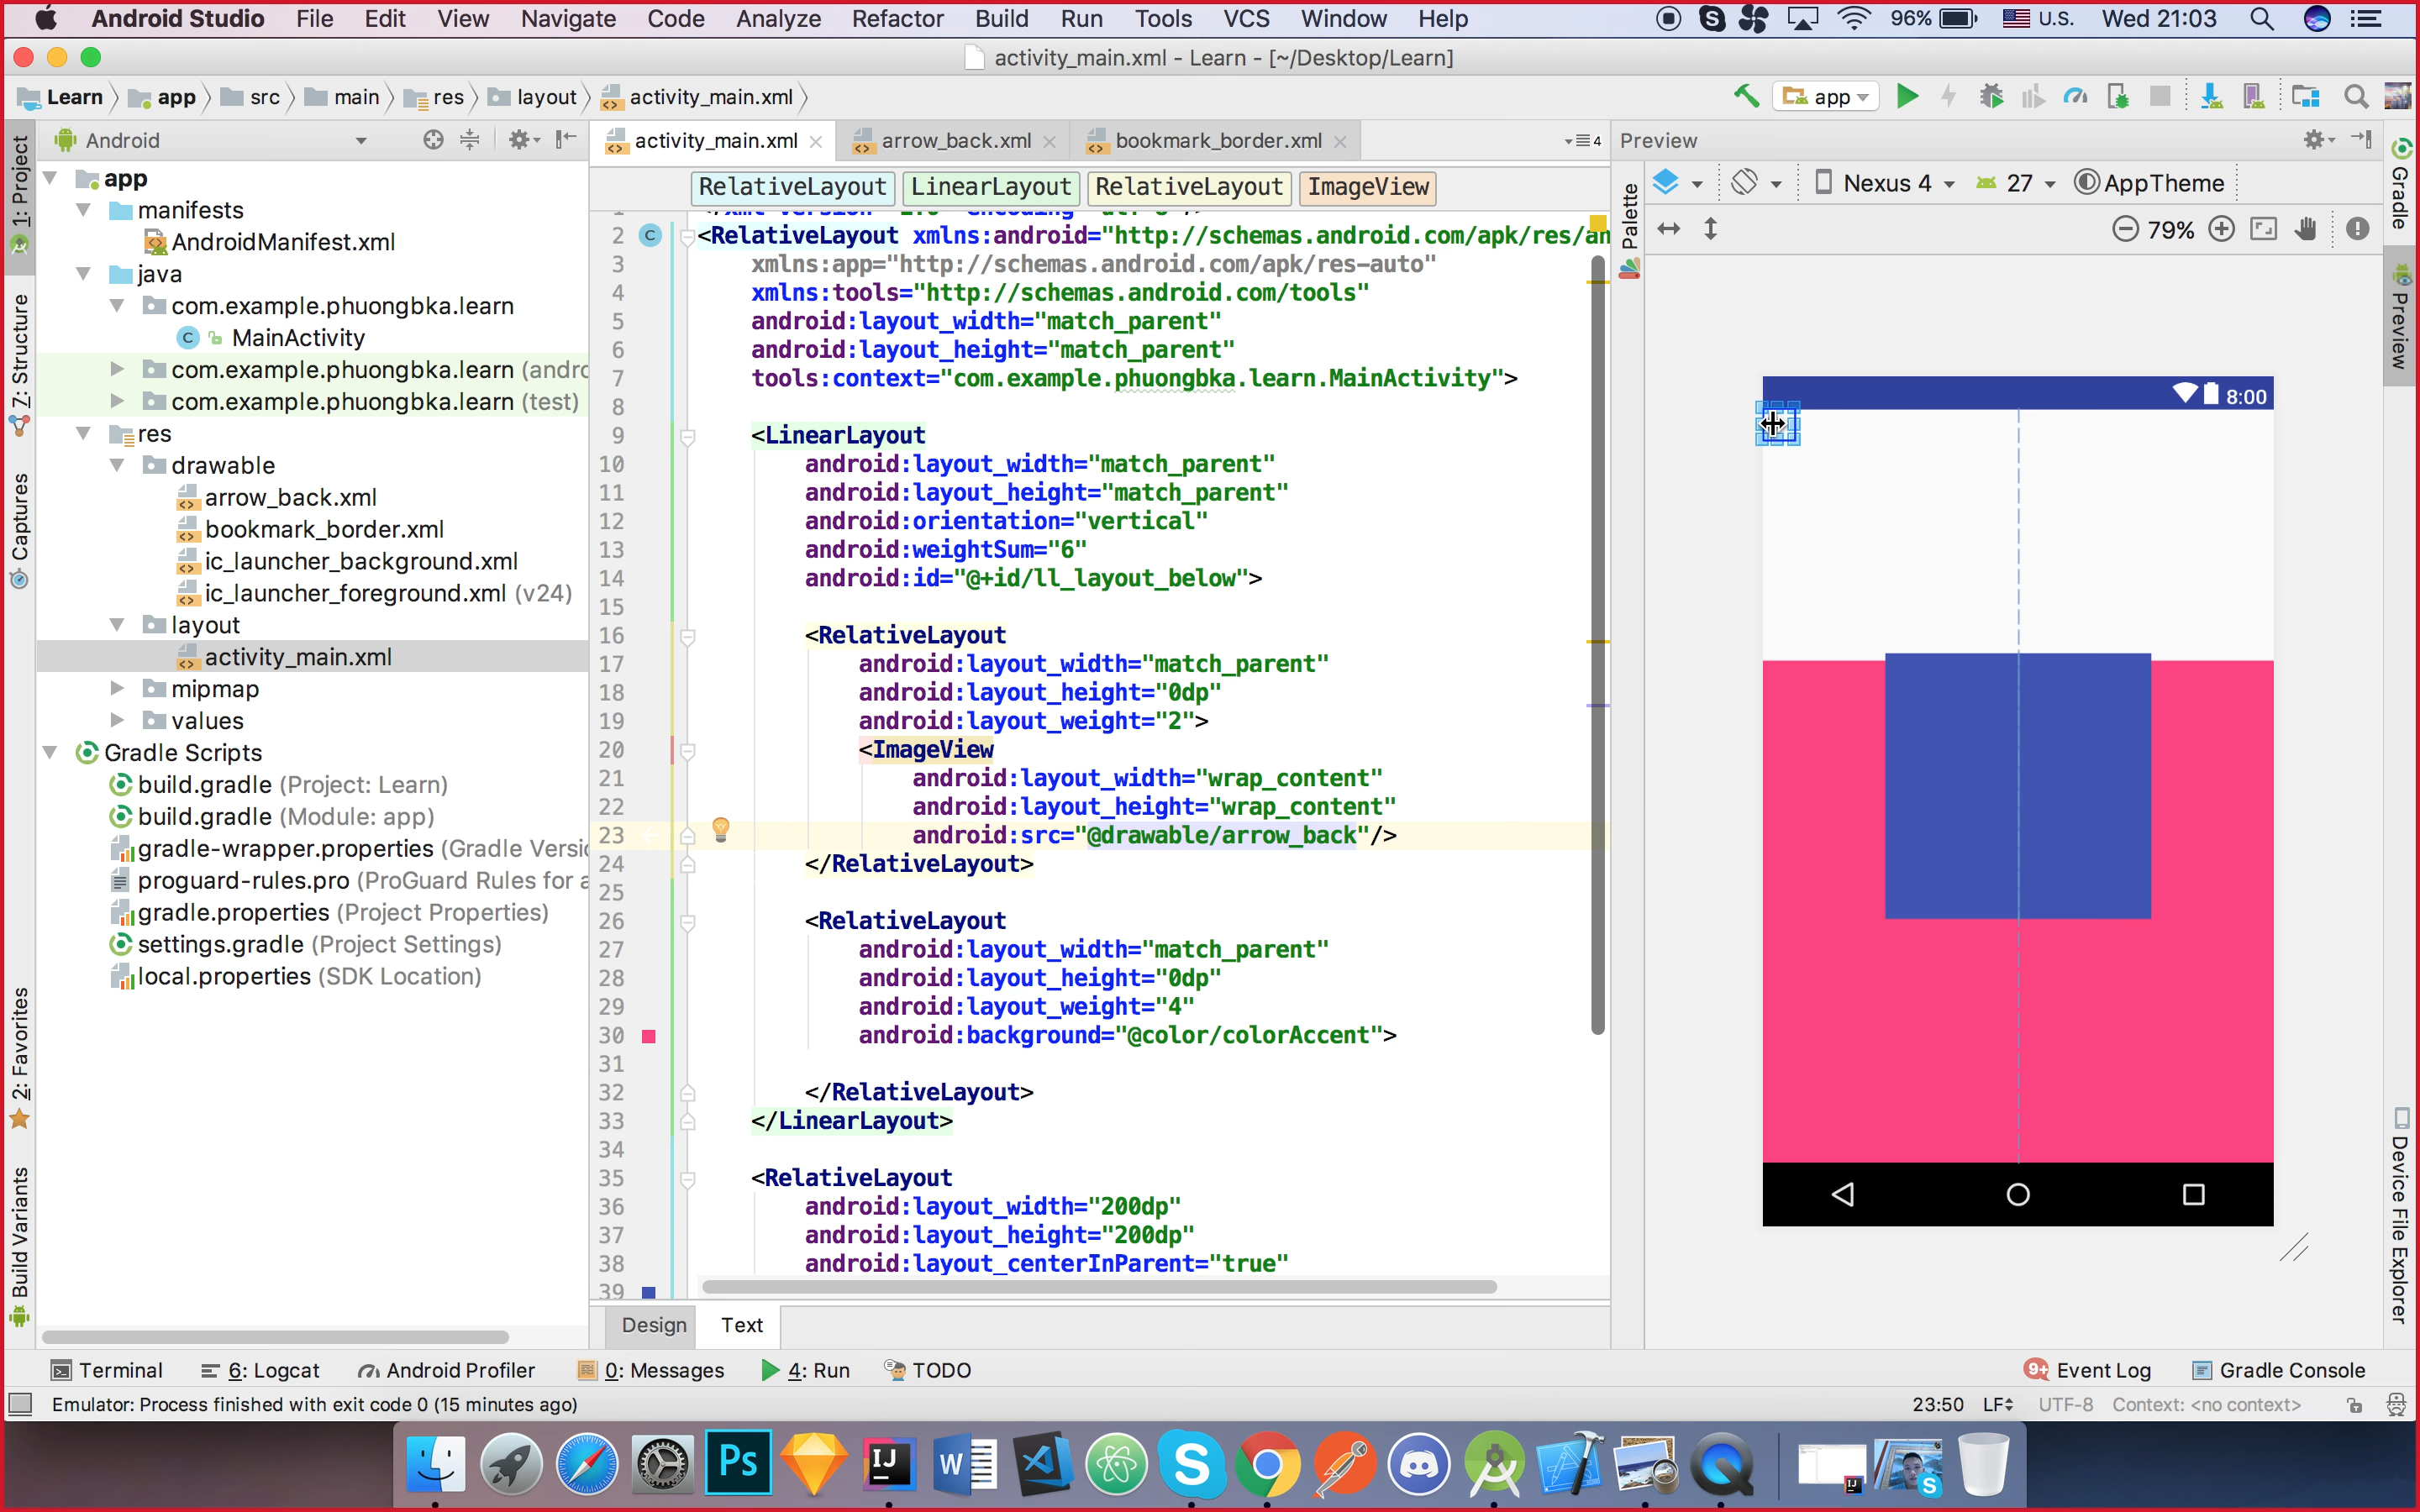 Android Studio File Edit View Navigate Code Analyze Refactor Build Run Tools VCS Window Help 96% U.S. Wed 21:03
activity_main.xml - Learn - [~/Desktop/Learn]
Learn app src main res layout activity_main.xml app
Android
activity_main.xml arrow_back.xml bookmark_border.xml 4
Preview
RelativeLayout LinearLayout RelativeLayout ImageView
Nexus 4 27 AppTheme
79%
1: Project
7: Structure
Captures
2: Favorites
Build Variants
app
manifests
AndroidManifest.xml
java
com.example.phuongbka.learn
C MainActivity
com.example.phuongbka.learn (andro
com.example.phuongbka.learn (test)
res
drawable
arrow_back.xml
bookmark_border.xml
ic_launcher_background.xml
ic_launcher_foreground.xml (v24)
layout
activity_main.xml
mipmap
values
Gradle Scripts
build.gradle (Project: Learn)
build.gradle (Module: app)
gradle-wrapper.properties (Gradle Versi
proguard-rules.pro (ProGuard Rules for a
gradle.properties (Project Properties)
settings.gradle (Project Settings)
local.properties (SDK Location)
2 C <RelativeLayout xmlns:android="http://schemas.android.com/apk/res/an
3 xmlns:app="http://schemas.android.com/apk/res-auto"
4 xmlns:tools="http://schemas.android.com/tools"
5 android:layout_width="match_parent"
6 android:layout_height="match_parent"
7 tools:context="com.example.phuongbka.learn.MainActivity">
8
9 <LinearLayout
10 android:layout_width="match_parent"
11 android:layout_height="match_parent"
12 android:orientation="vertical"
13 android:weightSum="6"
14 android:id="@+id/ll_layout_below">
15
16 <RelativeLayout
17 android:layout_width="match_parent"
18 android:layout_height="0dp"
19 android:layout_weight="2">
20 <ImageView
21 android:layout_width="wrap_content"
22 android:layout_height="wrap_content"
23 android:src="@drawable/arrow_back"/>
24 </RelativeLayout>
25
26 <RelativeLayout
27 android:layout_width="match_parent"
28 android:layout_height="0dp"
29 android:layout_weight="4"
30 android:background="@color/colorAccent">
31
32 </RelativeLayout>
33 </LinearLayout>
34
35 <RelativeLayout
36 android:layout_width="200dp"
37 android:layout_height="200dp"
38 android:layout_centerInParent="true"
39
Design Text
Palette
8:00
Gradle
Preview
Device File Explorer
Terminal 6: Logcat Android Profiler 0: Messages 4: Run TODO 9+ Event Log Gradle Console
Emulator: Process finished with exit code 0 (15 minutes ago) 23:50 LF UTF-8 Context: <no context>
Ps IJ W S IJ S